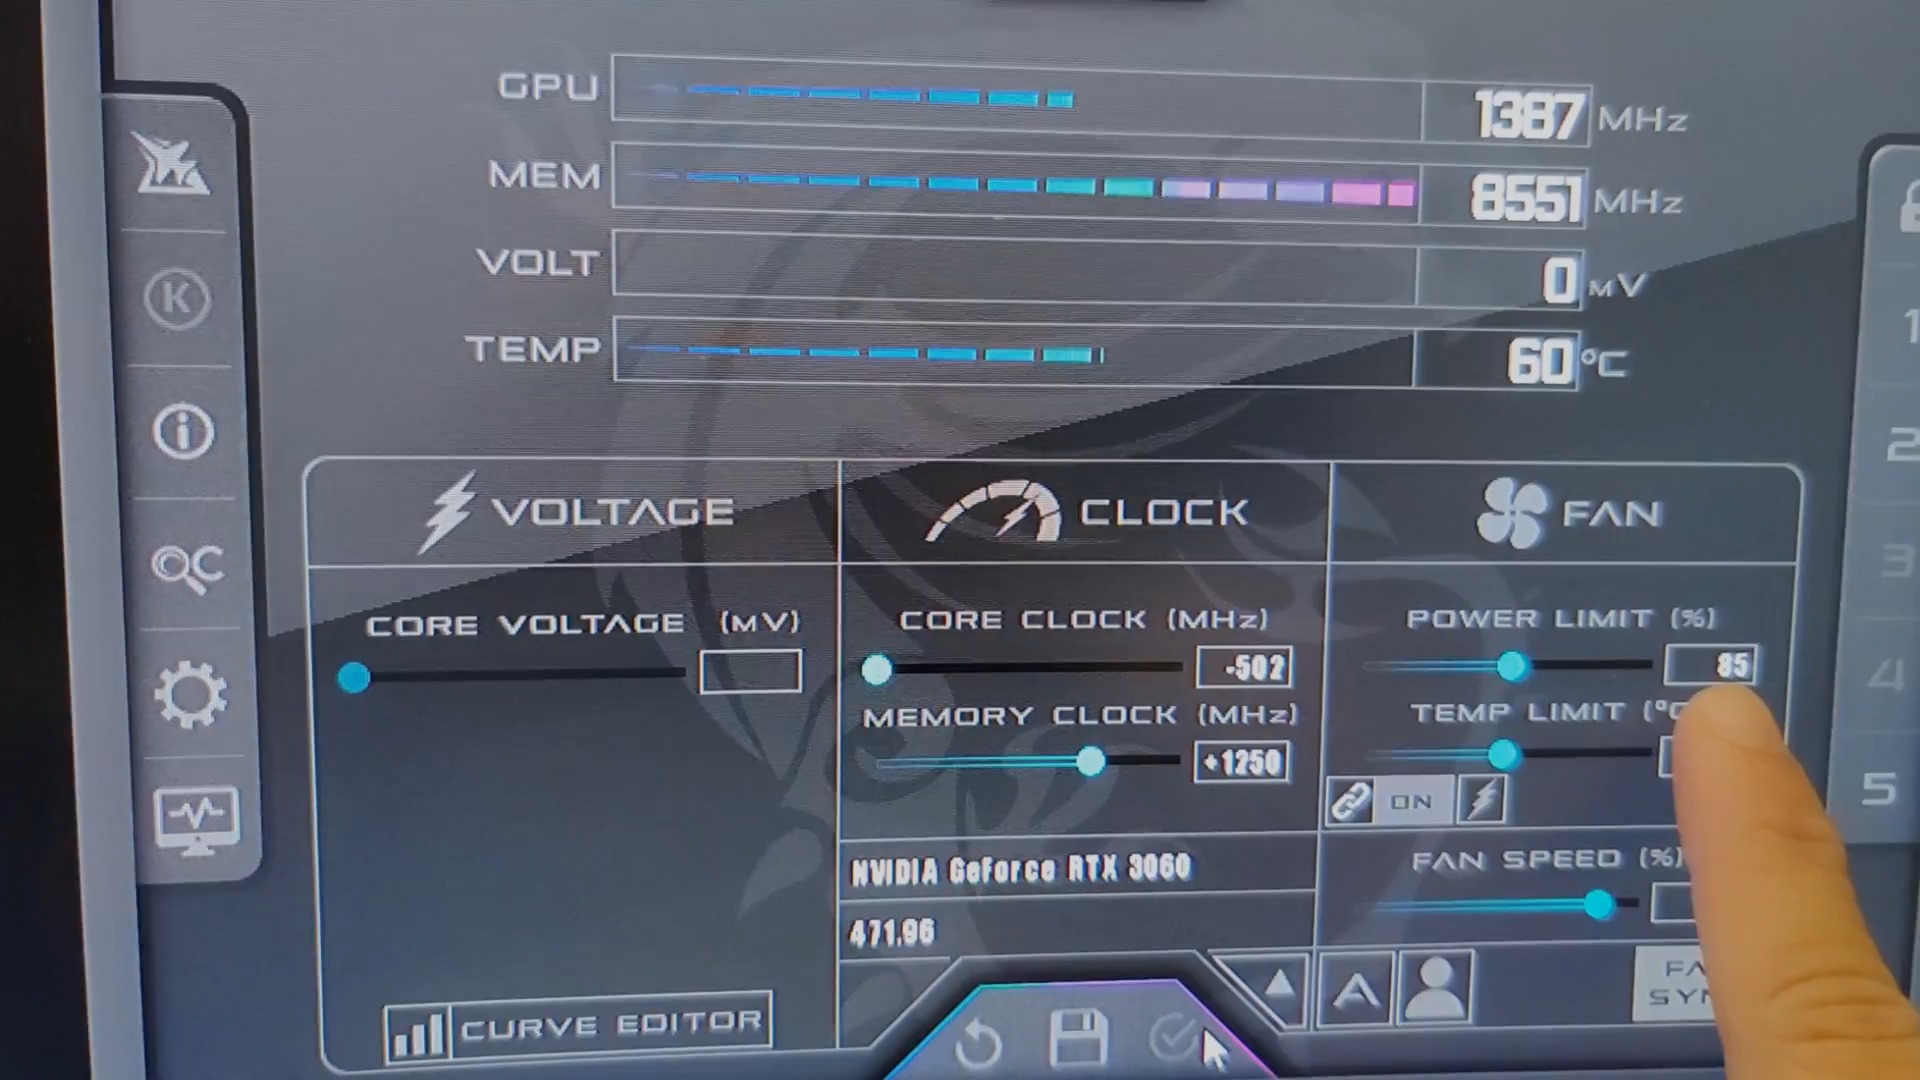 GPU 1387 MHz
MEM 8551 MHz
VOLT 0 MV
TEMP 60 °C
K
1
2
3
4
5
VOLTAGE CLOCK FAN
CORE VOLTAGE (MV)
CORE CLOCK (MHz) -502
MEMORY CLOCK (MHz) +1250
POWER LIMIT (%) 85
TEMP LIMIT
ON
NVIDIA GeForce RTX 3060
471.96
FAN SPEED (%)
CURVE EDITOR
A